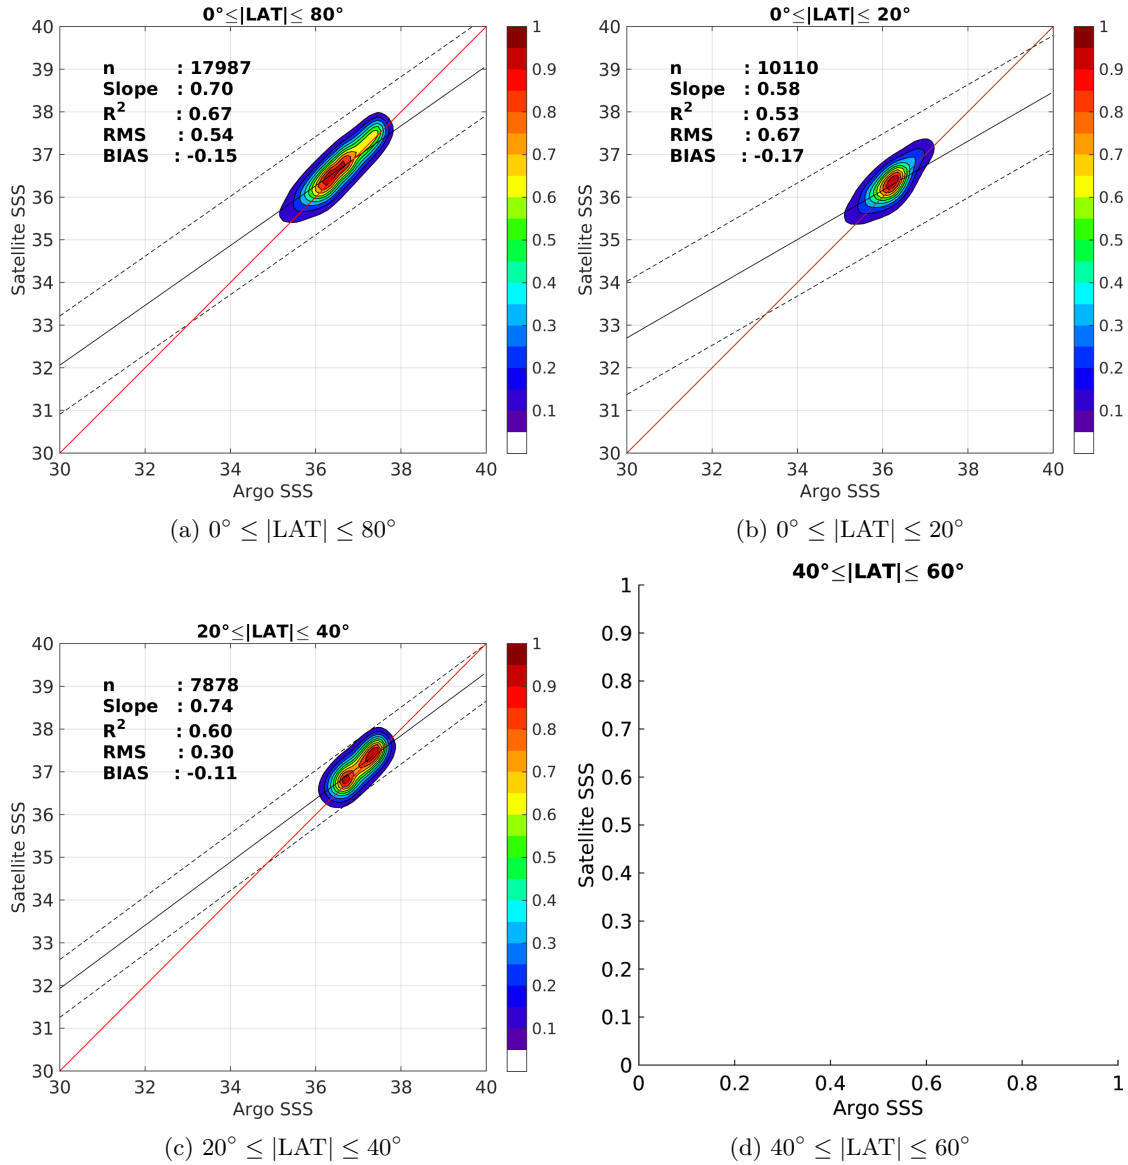 0°≤|LAT|≤ 80°
n : 17987
Slope : 0.70
R² : 0.67
RMS : 0.54
BIAS : -0.15
40
39
38
37
36
35
34
33
32
31
30
30 32 34 36 38 40
Satellite SSS
Argo SSS
1
0.9
0.8
0.7
0.6
0.5
0.4
0.3
0.2
0.1
(a) 0° ≤ |LAT| ≤ 80°
0°≤|LAT|≤ 20°
n : 10110
Slope : 0.58
R² : 0.53
RMS : 0.67
BIAS : -0.17
40
39
38
37
36
35
34
33
32
31
30
30 32 34 36 38 40
Satellite SSS
Argo SSS
1
0.9
0.8
0.7
0.6
0.5
0.4
0.3
0.2
0.1
(b) 0° ≤ |LAT| ≤ 20°
20°≤|LAT|≤ 40°
n : 7878
Slope : 0.74
R² : 0.60
RMS : 0.30
BIAS : -0.11
40
39
38
37
36
35
34
33
32
31
30
30 32 34 36 38 40
Satellite SSS
Argo SSS
1
0.9
0.8
0.7
0.6
0.5
0.4
0.3
0.2
0.1
(c) 20° ≤ |LAT| ≤ 40°
40°≤|LAT|≤ 60°
1
0.9
0.8
0.7
0.6
0.5
0.4
0.3
0.2
0.1
0
0 0.2 0.4 0.6 0.8 1
Satellite SSS
Argo SSS
(d) 40° ≤ |LAT| ≤ 60°